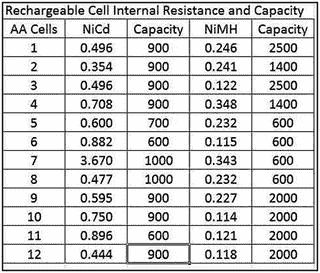 Rechargeable Cell Internal Resistance and Capacity
AA Cells NiCd Capacity NiMH Capacity
1 0.496 900 0.246 2500
2 0.354 900 0.241 1400
3 0.496 900 0.122 2500
4 0.708 900 0.348 1400
5 0.600 700 0.232 600
6 0.882 600 0.115 600
7 3.670 1000 0.343 600
8 0.477 1000 0.232 600
9 0.595 900 0.227 2000
10 0.750 900 0.114 2000
11 0.896 600 0.121 2000
12 0.444 900 0.118 2000